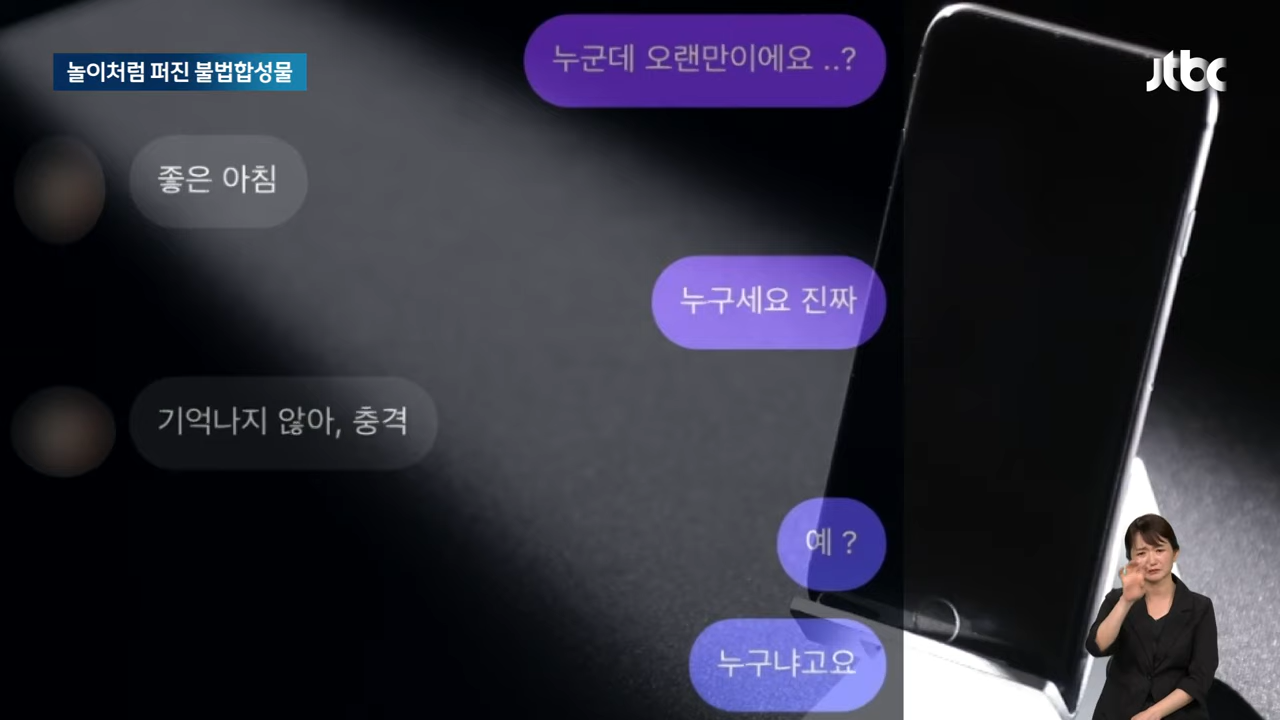 누군데 오랜만이에요 ..?
놀이처럼 퍼진 불법합성물
jtbc
좋은 아침
누구세요 진짜
기억나지 않아, 충격
예 ?
누구냐고요